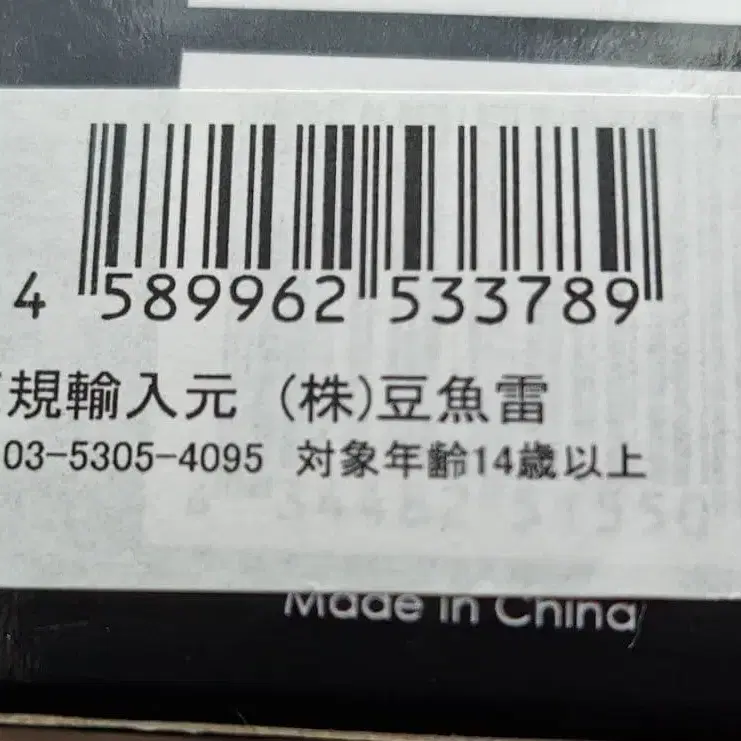 4 589962 533789
規輸入元 (株)豆魚雷
03-5305-4095 対象年齢14歳以上
Made in China